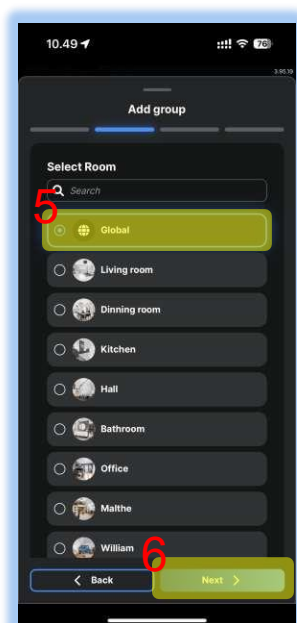 10.49
76
3.95.19
Add group
Select Room
Search
5
Global
Living room
Dinning room
Kitchen
Hall
Bathroom
Office
Malthe
William
6
Back
Next